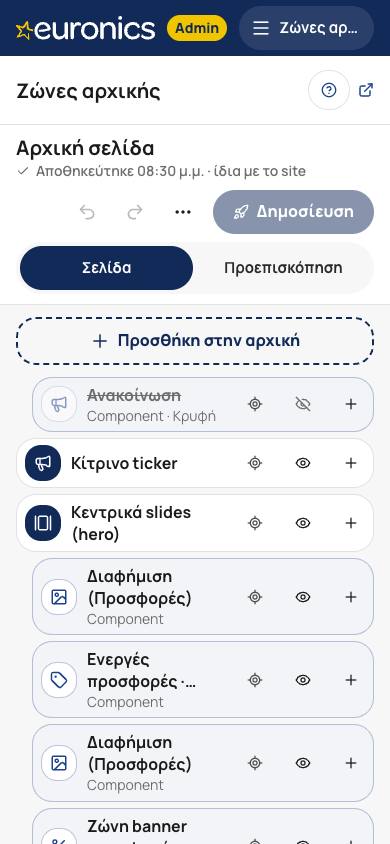 euronics Admin Ζώνες αρ...
Ζώνες αρχικής
Αρχική σελίδα
Αποθηκεύτηκε 08:30 μ.μ. · ίδια με το site
Δημοσίευση
Σελίδα Προεπισκόπηση
Προσθήκη στην αρχική
Ανακοίνωση
Component · Κρυφή
Κίτρινο ticker
Κεντρικά slides
(hero)
Διαφήμιση
(Προσφορές)
Component
Ενεργές
προσφορές ·...
Component
Διαφήμιση
(Προσφορές)
Component
Ζώνη banner